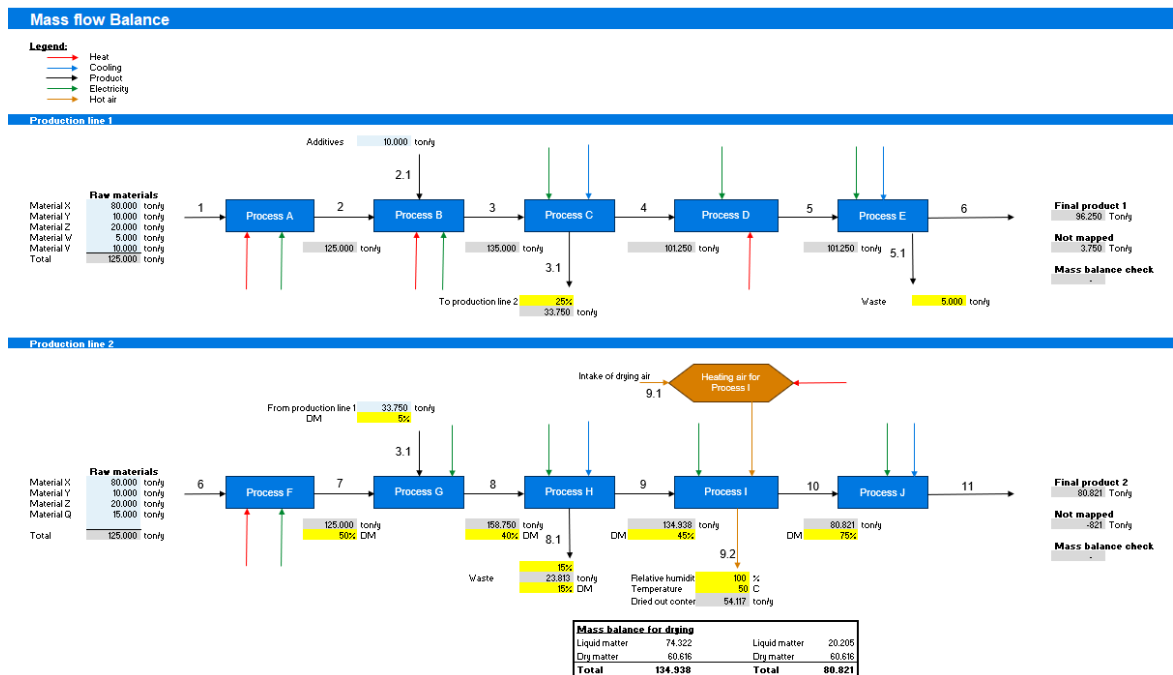 Mass flow Balance
Legend:
Heat
Cooling
Product
Electricity
Hot air
Production line 1
Additives 10.000 ton/y
2.1
Raw materials
Material X 80.000 ton/y
Material Y 10.000 ton/y
Material Z 20.000 ton/y
Material W 5.000 ton/y
Material V 10.000 ton/y
Total 125.000 ton/y
1 Process A 2 Process B 3 Process C 4 Process D 5 Process E 6
125.000 ton/y 135.000 ton/y 101.250 ton/y 101.250 ton/y
3.1
5.1
To production line 2 25%
33.750 ton/y
Waste 5.000 ton/y
Final product 1
96.250 Ton/y
Not mapped
3.750 Ton/y
Mass balance check
-
Production line 2
Intake of drying air
9.1
Heating air for
Process I
From production line 1 33.750 ton/y
DM 5%
3.1
Raw materials
Material X 80.000 ton/y
Material Y 10.000 ton/y
Material Z 20.000 ton/y
Material Q 15.000 ton/y
Total 125.000 ton/y
6 Process F 7 Process G 8 Process H 9 Process I 10 Process J 11
125.000 ton/y 158.750 ton/y 134.938 ton/y 80.821 ton/y
50% DM 40% DM DM 45% DM 75%
8.1
9.2
15%
Waste 23.813 ton/y
15% DM
Relative humidit 100 %
Temperature 50 C
Dried out conter 54.117 ton/y
Final product 2
80.821 Ton/y
Not mapped
-821 Ton/y
Mass balance check
-
Mass balance for drying
Liquid matter 74.322 Liquid matter 20.205
Dry matter 60.616 Dry matter 60.616
Total 134.938 Total 80.821